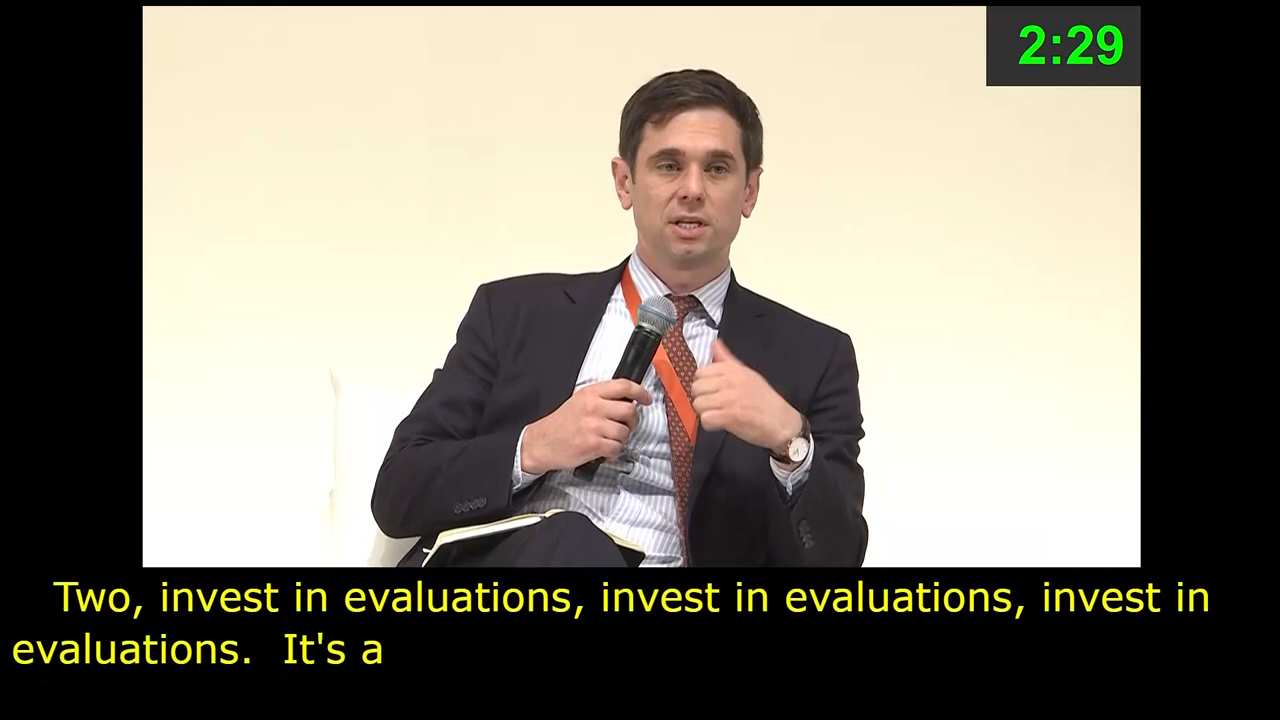 2:29
Two, invest in evaluations, invest in evaluations, invest in
evaluations.  It's a